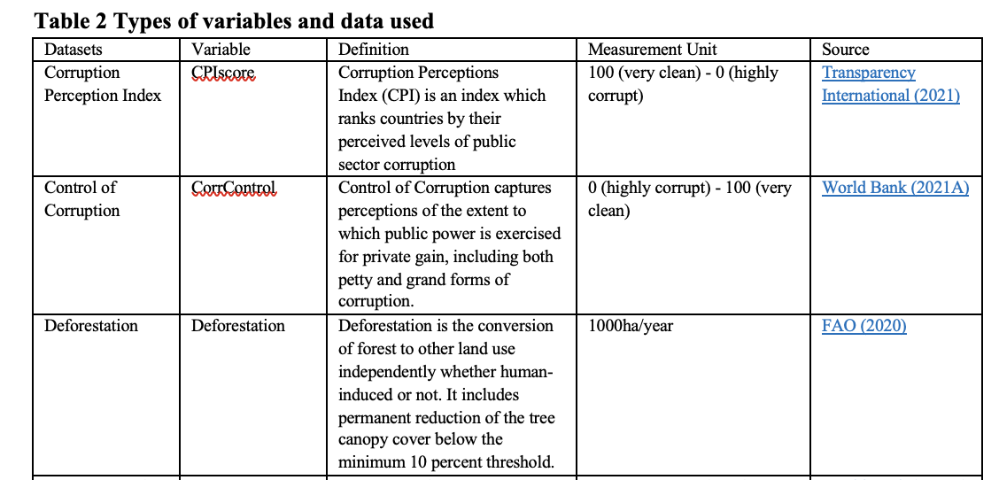 Table 2 Types of variables and data used
Datasets Variable Definition Measurement Unit Source
Corruption
Perception Index
CPIscore
Corruption Perceptions
Index (CPI) is an index which
ranks countries by their
perceived levels of public
sector corruption
100 (very clean) - 0 (highly
corrupt)
Transparency
International (2021)
Control of
Corruption
CorrControl
Control of Corruption captures
perceptions of the extent to
which public power is exercised
for private gain, including both
petty and grand forms of
corruption.
0 (highly corrupt) - 100 (very
clean)
World Bank (2021A)
Deforestation
Deforestation
Deforestation is the conversion
of forest to other land use
independently whether human-
induced or not. It includes
permanent reduction of the tree
canopy cover below the
minimum 10 percent threshold.
1000ha/year
FAO (2020)